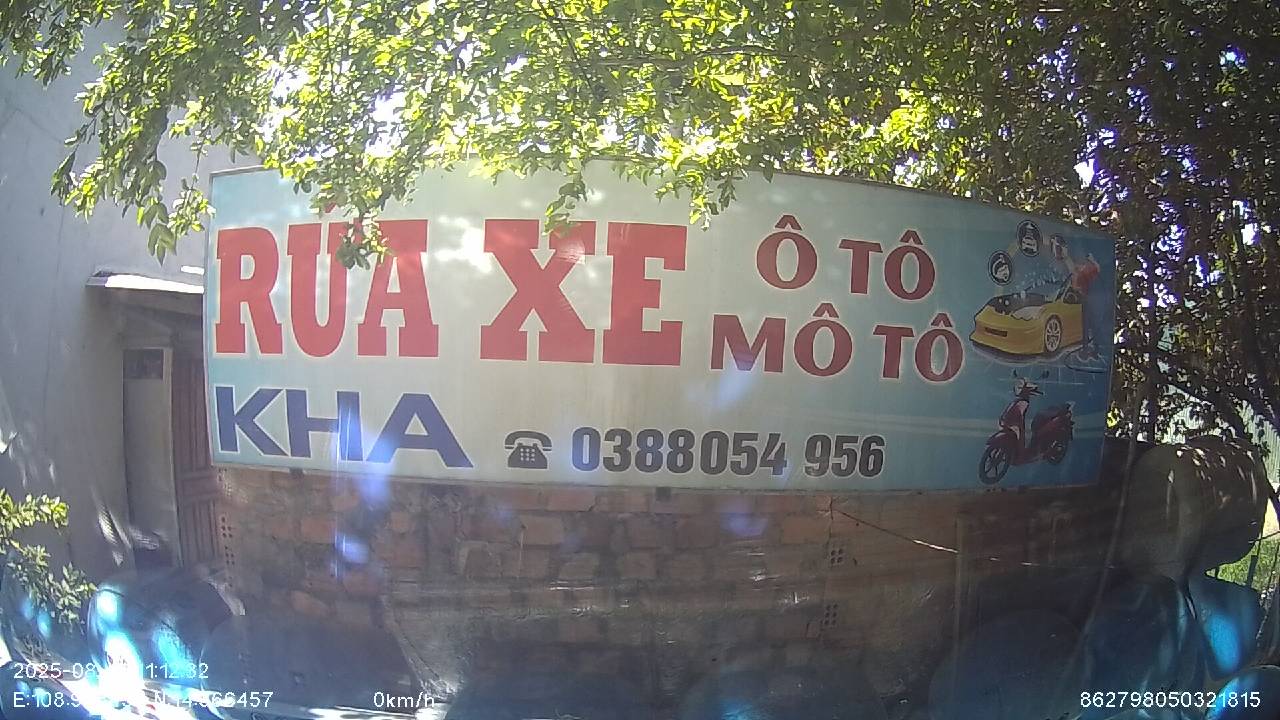 RỬA XE Ô TÔ
MÔ TÔ
KHA ☎ 0388054 956
0km/h
862798050321815